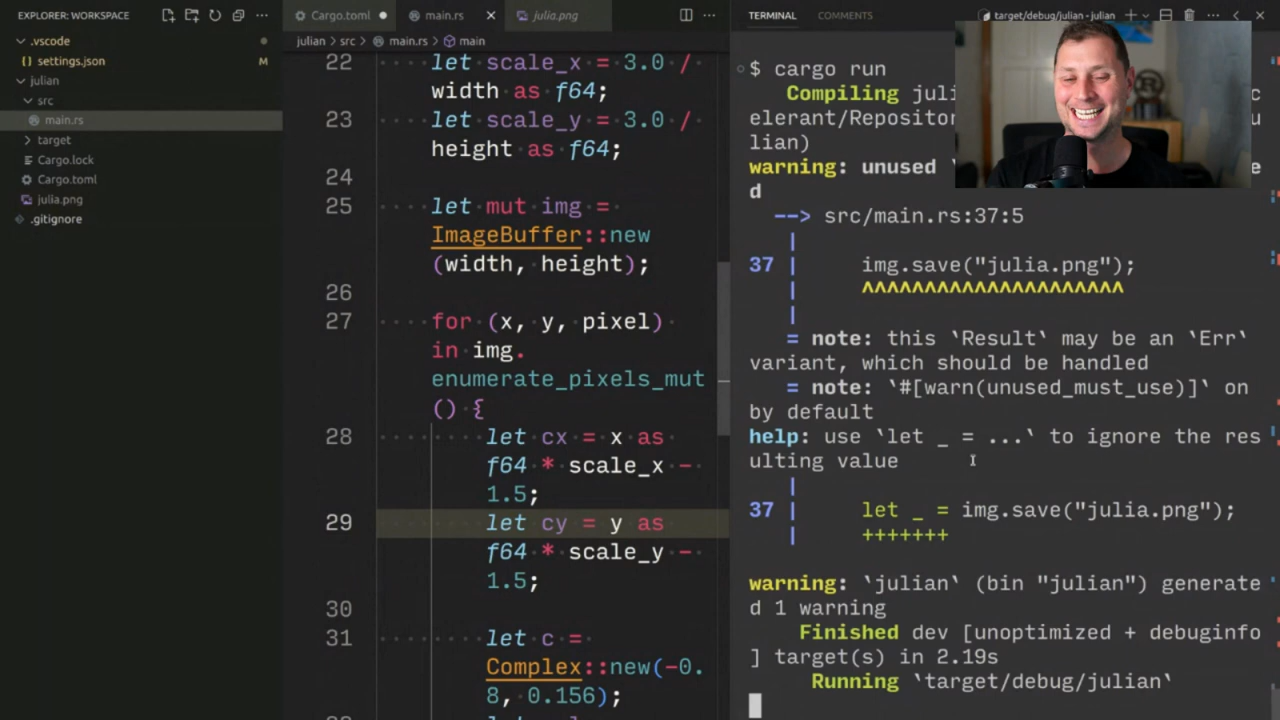 EXPLORER: WORKSPACE
.vscode
settings.json M
julian
src
main.rs
target
Cargo.lock
Cargo.toml
julia.png
.gitignore
Cargo.toml
main.rs
julia.png
julian > src > main.rs > main
22 let scale_x = 3.0 /
width as f64;
23 let scale_y = 3.0 /
height as f64;
24
25 let mut img =
ImageBuffer::new
(width, height);
26
27 for (x, y, pixel)
in img.
enumerate_pixels_mut
() {
28 let cx = x as
f64 * scale_x -
1.5;
29 let cy = y as
f64 * scale_y -
1.5;
30
31 let c =
Complex::new(-0.
8, 0.156);
TERMINAL COMMENTS target/debug/julian - julian
$ cargo run
Compiling juli
elerant/Repositor
lian)
warning: unused `
d
--> src/main.rs:37:5
|
37 | img.save("julia.png");
| ^^^^^^^^^^^^^^^^^^^^^
|
= note: this `Result` may be an `Err`
variant, which should be handled
= note: `#[warn(unused_must_use)]` on
by default
help: use `let _ = ...` to ignore the res
ulting value
|
37 | let _ = img.save("julia.png");
| +++++++
warning: `julian` (bin "julian") generate
d 1 warning
Finished dev [unoptimized + debuginfo
] target(s) in 2.19s
Running `target/debug/julian`